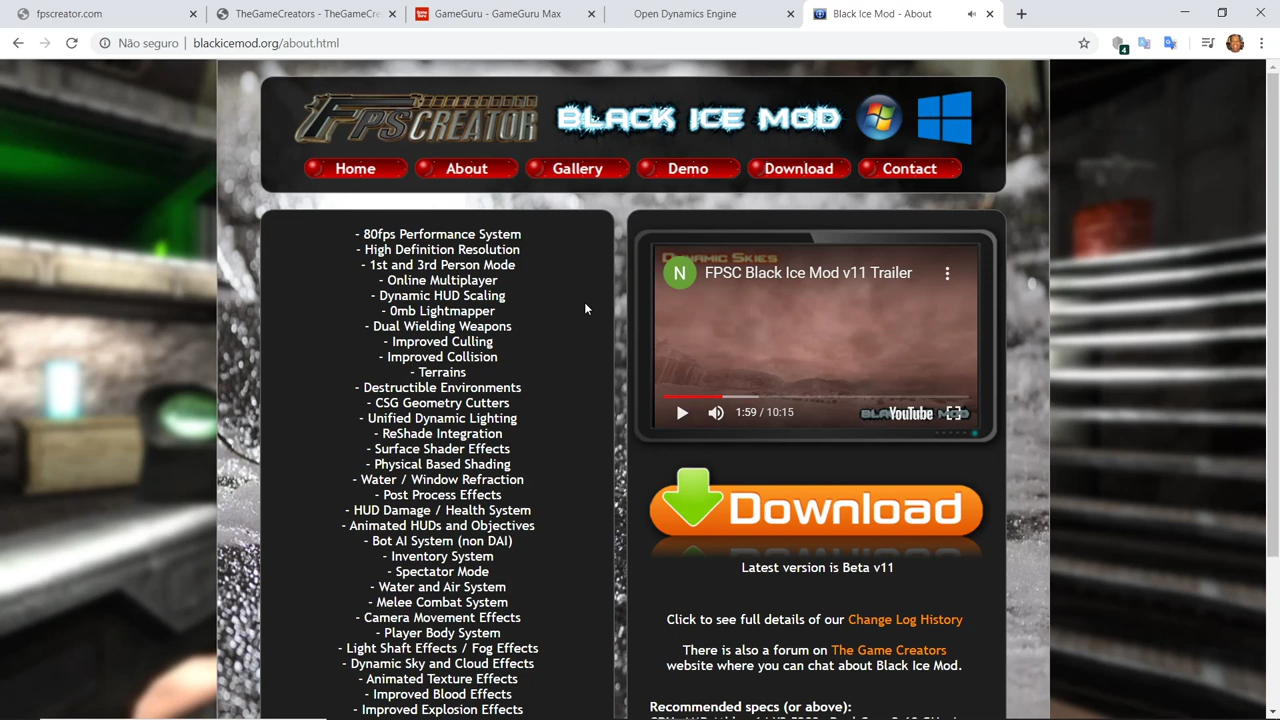 fpscreator.com
TheGameCreators - TheGameCre
GameGuru - GameGuru Max
Open Dynamics Engine
Black Ice Mod - About
Não seguro
blackicemod.org/about.html
4
FPSCREATOR BLACK ICE MOD
Home About Gallery Demo Download Contact
- 80fps Performance System
- High Definition Resolution
- 1st and 3rd Person Mode
- Online Multiplayer
- Dynamic HUD Scaling
- 0mb Lightmapper
- Dual Wielding Weapons
- Improved Culling
- Improved Collision
- Terrains
- Destructible Environments
- CSG Geometry Cutters
- Unified Dynamic Lighting
- ReShade Integration
- Surface Shader Effects
- Physical Based Shading
- Water / Window Refraction
- Post Process Effects
- HUD Damage / Health System
- Animated HUDs and Objectives
- Bot AI System (non DAI)
- Inventory System
- Spectator Mode
- Water and Air System
- Melee Combat System
- Camera Movement Effects
- Player Body System
- Light Shaft Effects / Fog Effects
- Dynamic Sky and Cloud Effects
- Animated Texture Effects
- Improved Blood Effects
- Improved Explosion Effects
Dynamic Skies
N
FPSC Black Ice Mod v11 Trailer
1:59 / 10:15
YouTube
Download
Latest version is Beta v11
Click to see full details of our Change Log History
There is also a forum on The Game Creators
website where you can chat about Black Ice Mod.
Recommended specs (or above):